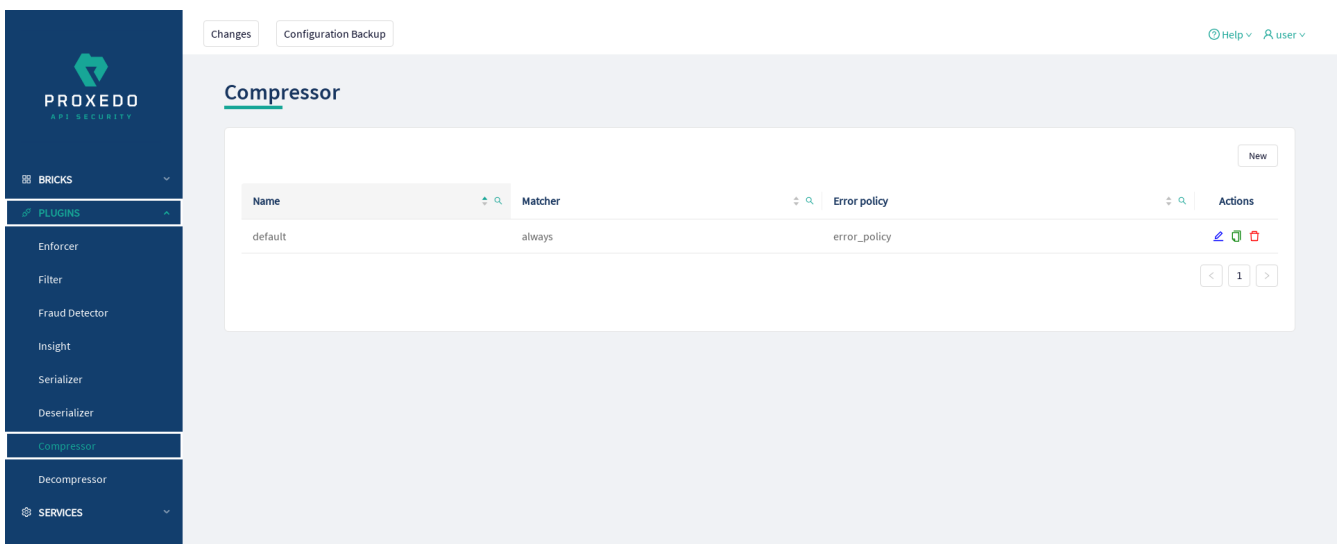 Changes Configuration Backup Help user
PROXEDO
API SECURITY
Compressor
New
BRICKS
PLUGINS
Name Matcher Error policy Actions
default always error_policy
1
Enforcer
Filter
Fraud Detector
Insight
Serializer
Deserializer
Compressor
Decompressor
SERVICES